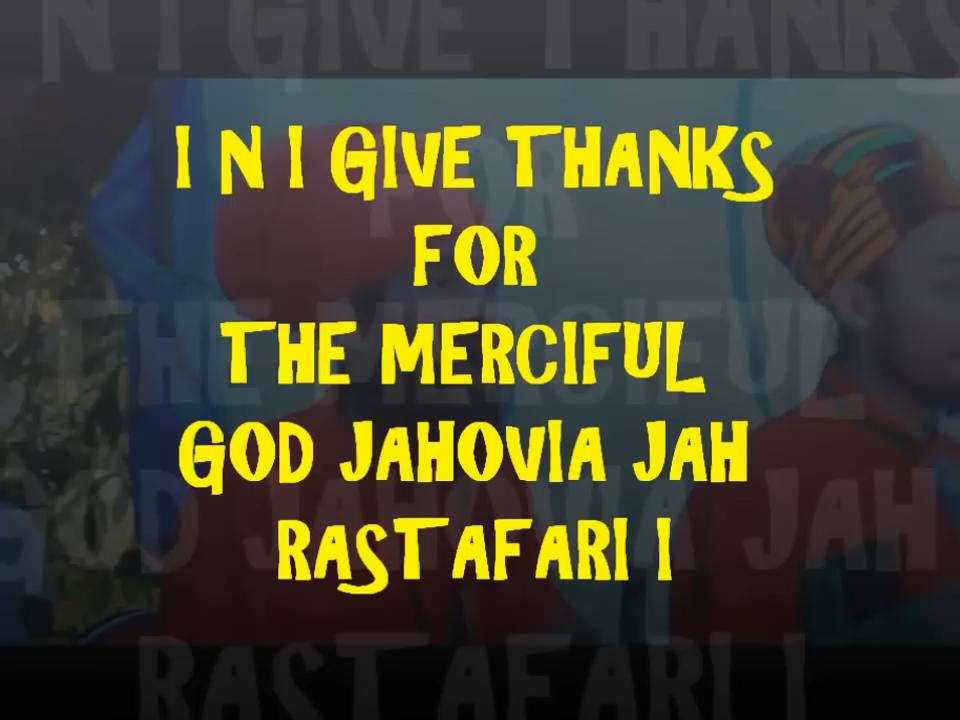 I N I GIVE THANKS
FOR
THE MERCIFUL
GOD JAHOVIA JAH
RASTAFARI I